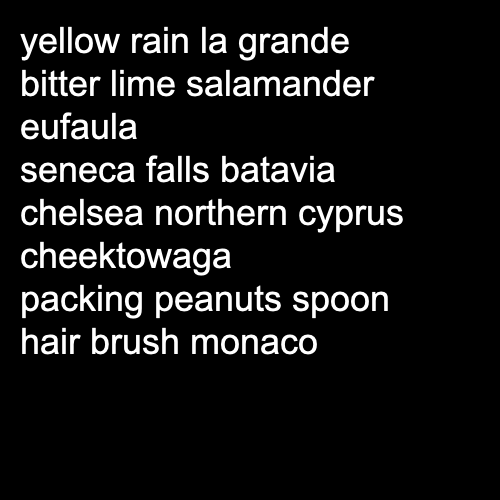 yellow rain la grande
bitter lime salamander
eufaula
seneca falls batavia
chelsea northern cyprus
cheektowaga
packing peanuts spoon
hair brush monaco